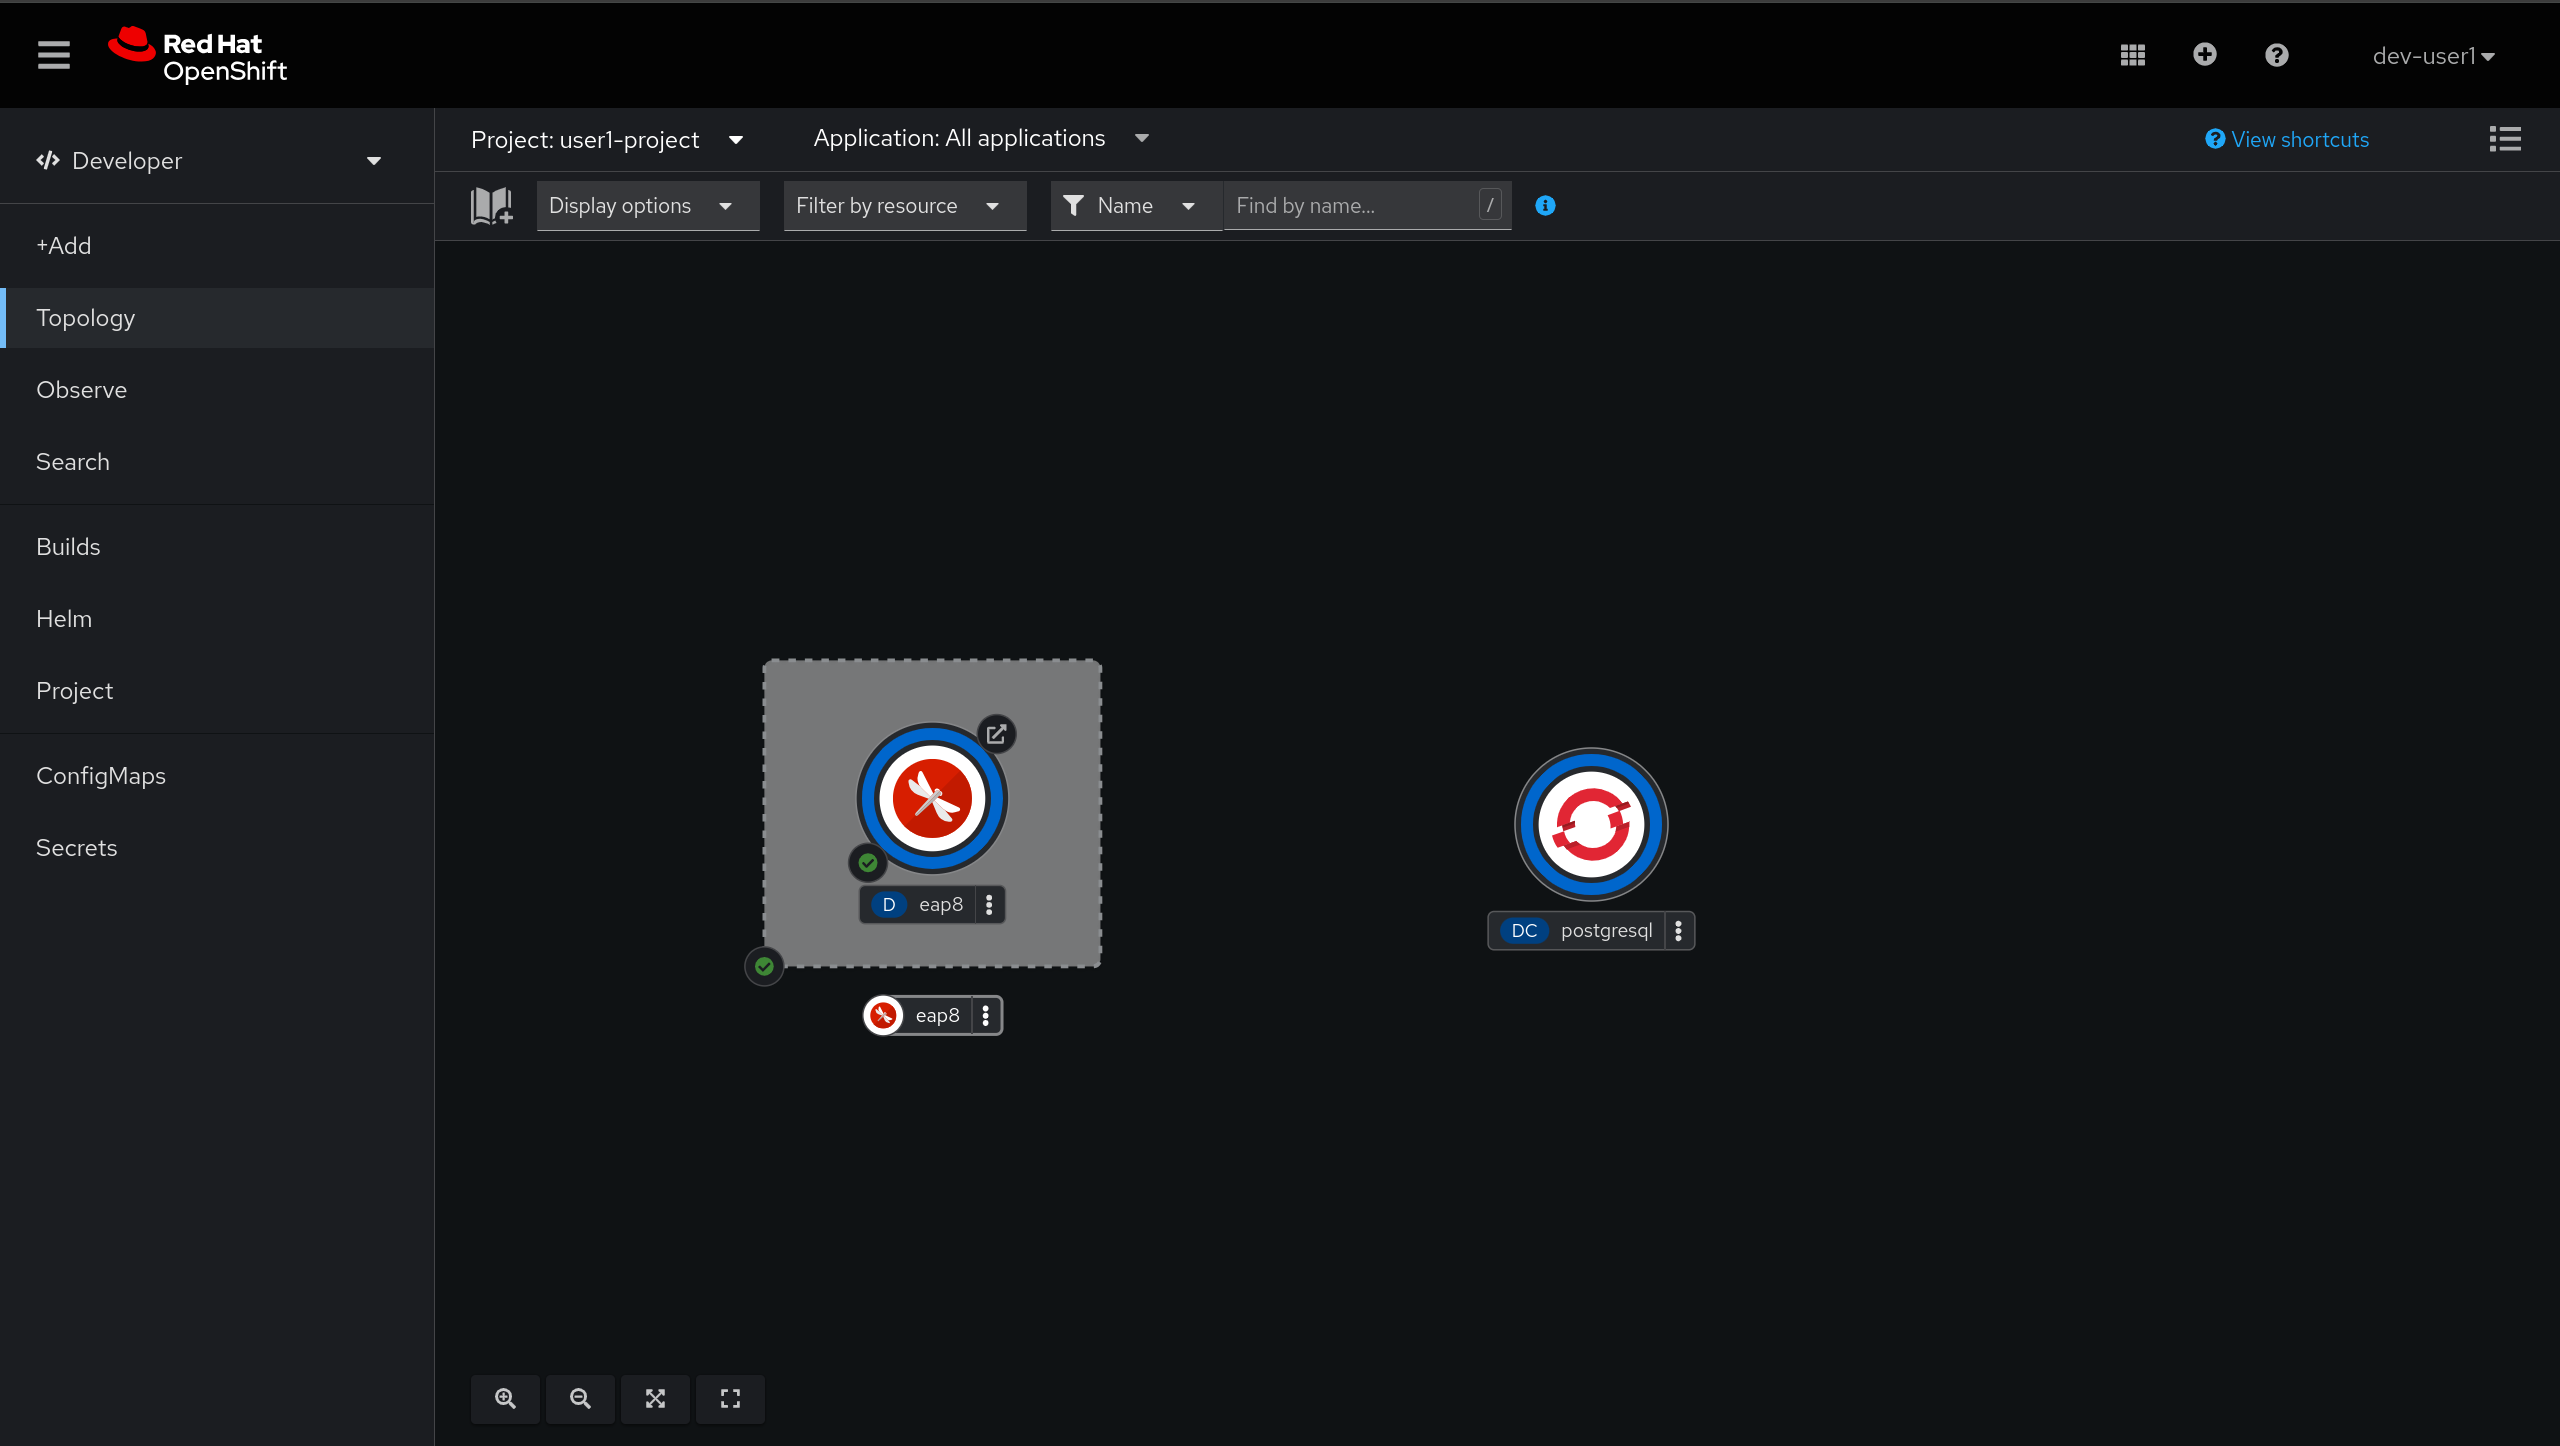 Red Hat
OpenShift
dev-user1
Developer
Project: user1-project
Application: All applications
View shortcuts
Display options
Filter by resource
Name
Find by name...
/
+Add
Topology
Observe
Search
Builds
Helm
Project
ConfigMaps
Secrets
D eap8
DC postgresql
eap8